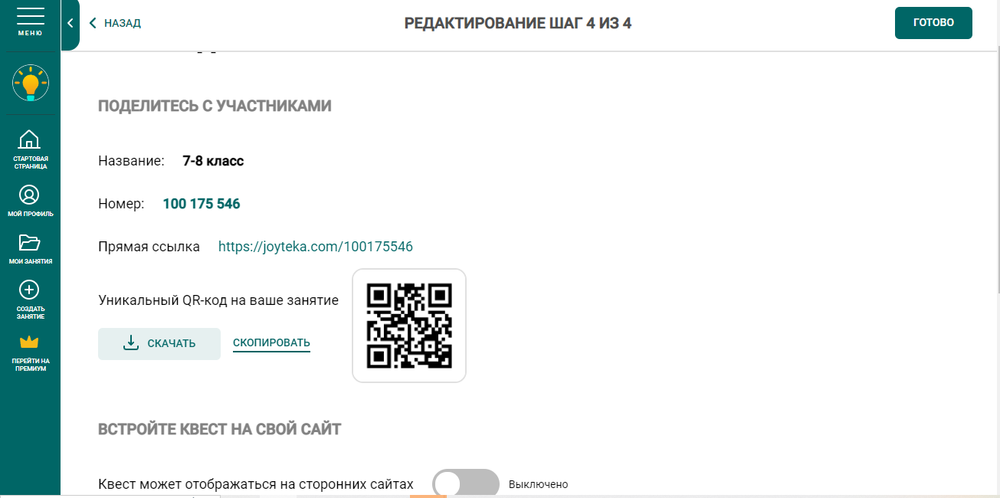 МЕНЮ
НАЗАД
РЕДАКТИРОВАНИЕ ШАГ 4 ИЗ 4
ГОТОВО
СТАРТОВАЯ
СТРАНИЦА
МОЙ ПРОФИЛЬ
МОИ ЗАНЯТИЯ
СОЗДАТЬ
ЗАНЯТИЕ
ПЕРЕЙТИ НА
ПРЕМИУМ
ПОДЕЛИТЕСЬ С УЧАСТНИКАМИ
Название: 7-8 класс
Номер: 100 175 546
Прямая ссылка https://joyteka.com/100175546
Уникальный QR-код на ваше занятие
СКАЧАТЬ СКОПИРОВАТЬ
ВСТРОЙТЕ КВЕСТ НА СВОЙ САЙТ
Квест может отображаться на сторонних сайтах Выключено